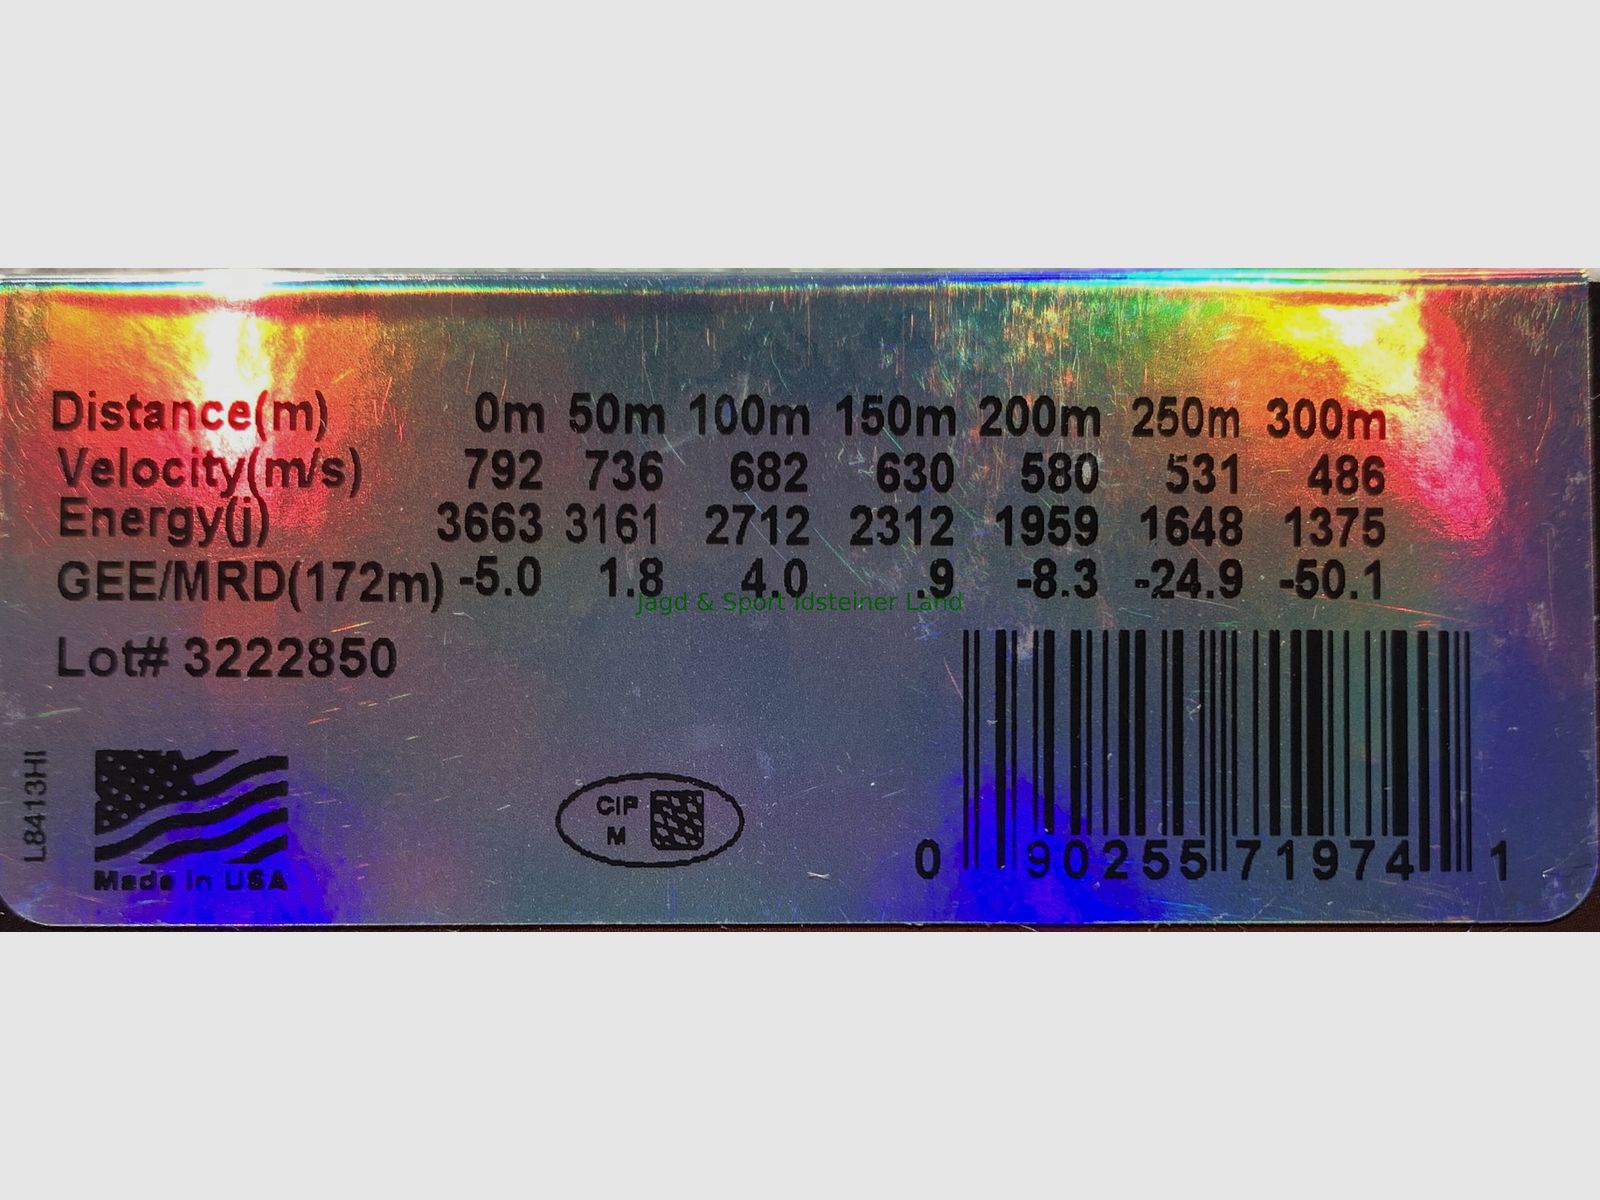 Distance(m) 0m 50m 100m 150m 200m 250m 300m
Velocity(m/s) 792 736 682 630 580 531 486
Energy(j) 3663 3161 2712 2312 1959 1648 1375
GEE/MRD(172m) -5.0 1.8 4.0 .9 -8.3 -24.9 -50.1
Jagd & Sport Idsteiner Land
Lot# 3222850
L8413HI
Made in USA
CIP
M
0 90255 71974 1